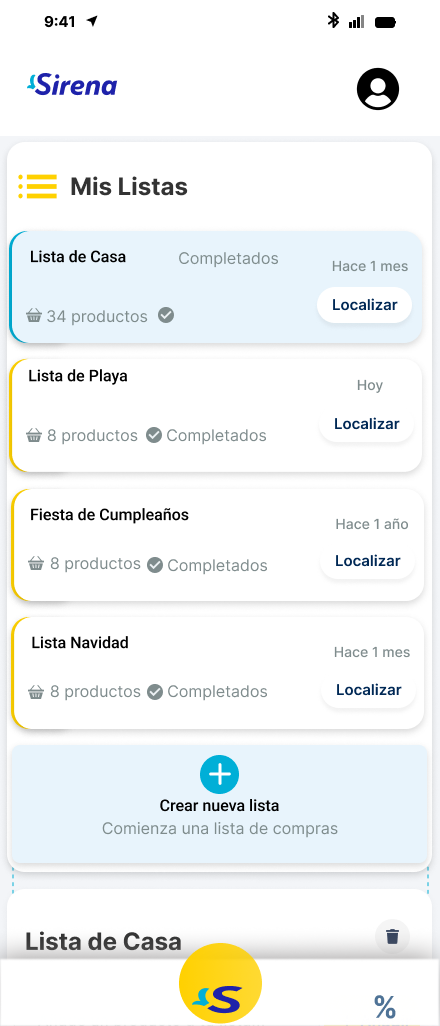 9:41
Sirena
Mis Listas
Lista de Casa
Completados
Hace 1 mes
34 productos
Localizar
Lista de Playa
Hoy
8 productos
Completados
Localizar
Fiesta de Cumpleaños
Hace 1 año
8 productos
Completados
Localizar
Lista Navidad
Hace 1 mes
8 productos
Completados
Localizar
Crear nueva lista
Comienza una lista de compras
Lista de Casa
S
%